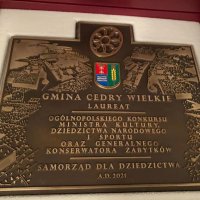 GMINA CEDRY WIELKIE
LAUREAT
OGÓLNOPOLSKIEGO KONKURSU
MINISTRA KULTURY,
DZIEDZICTWA NARODOWEGO
I SPORTU
ORAZ GENERALNEGO
KONSERWATORA ZABYTKÓW
SAMORZĄD DLA DZIEDZICTWA
A.D. 2021